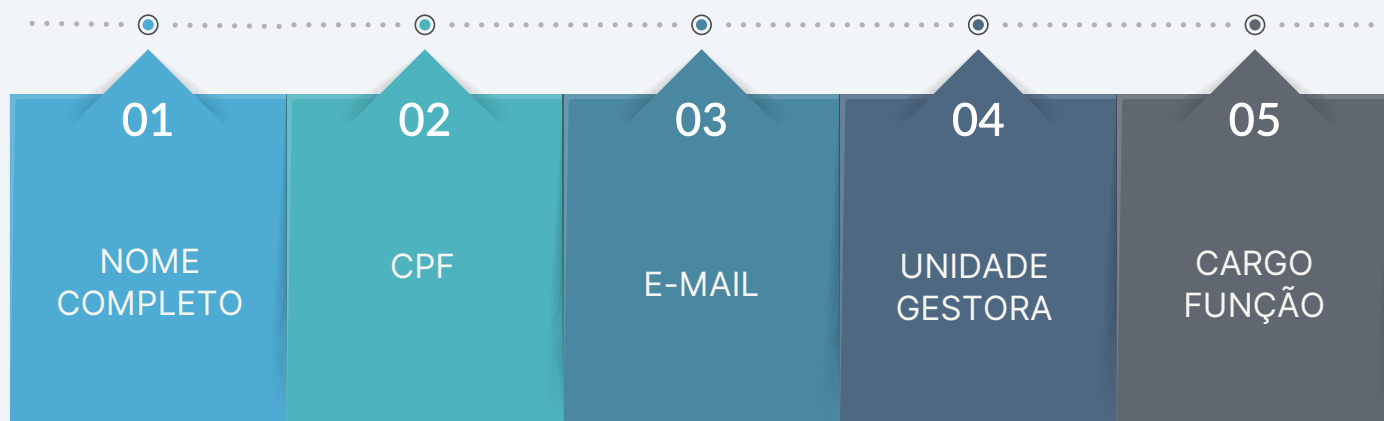 01
NOME
COMPLETO
02
CPF
03
E-MAIL
04
UNIDADE
GESTORA
05
CARGO
FUNÇÃO